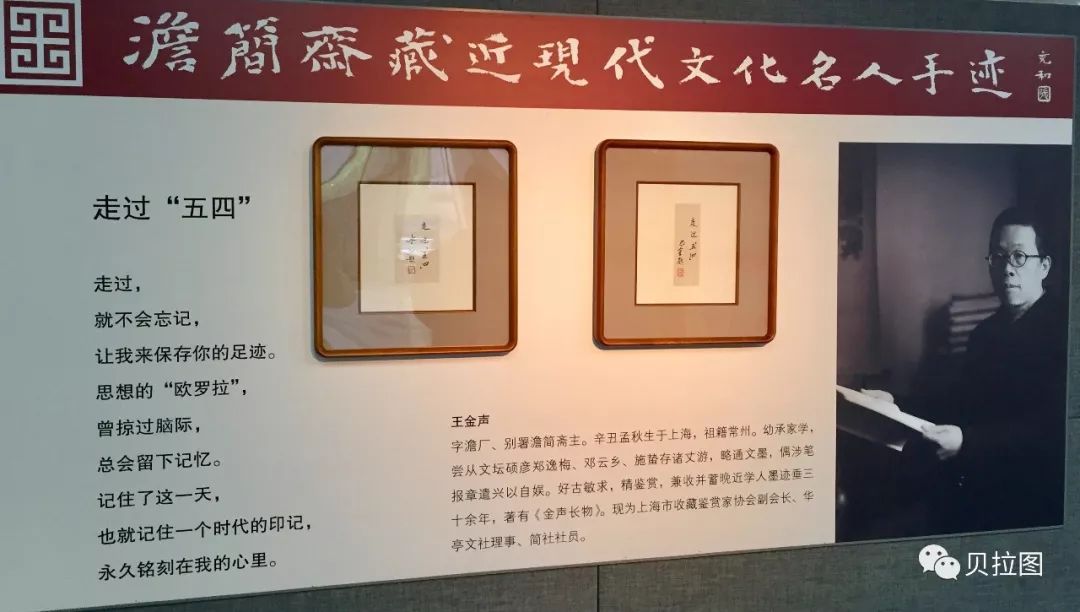 澹簡齋藏近現代文化名人手迹
充和
走过“五四”
走过，
就不会忘记，
让我来保存你的足迹。
思想的“欧罗拉”，
曾掠过脑际，
总会留下记忆。
记住了这一天，
也就记住一个时代的印记，
永久铭刻在我的心里。
走过五四
走过五四
王金声
字澹厂、别署澹简斋主。辛丑孟秋生于上海，祖籍常州。幼承家学，
尝从文坛硕彦郑逸梅、邓云乡、施蛰存诸丈游，略通文墨，偶涉笔
报章遣兴以自娱。好古敏求，精鉴赏，兼收并蓄晚近学人墨迹垂三
十余年，著有《金声长物》。现为上海市收藏鉴赏家协会副会长、华
亭文社理事、简社社员。
贝拉图